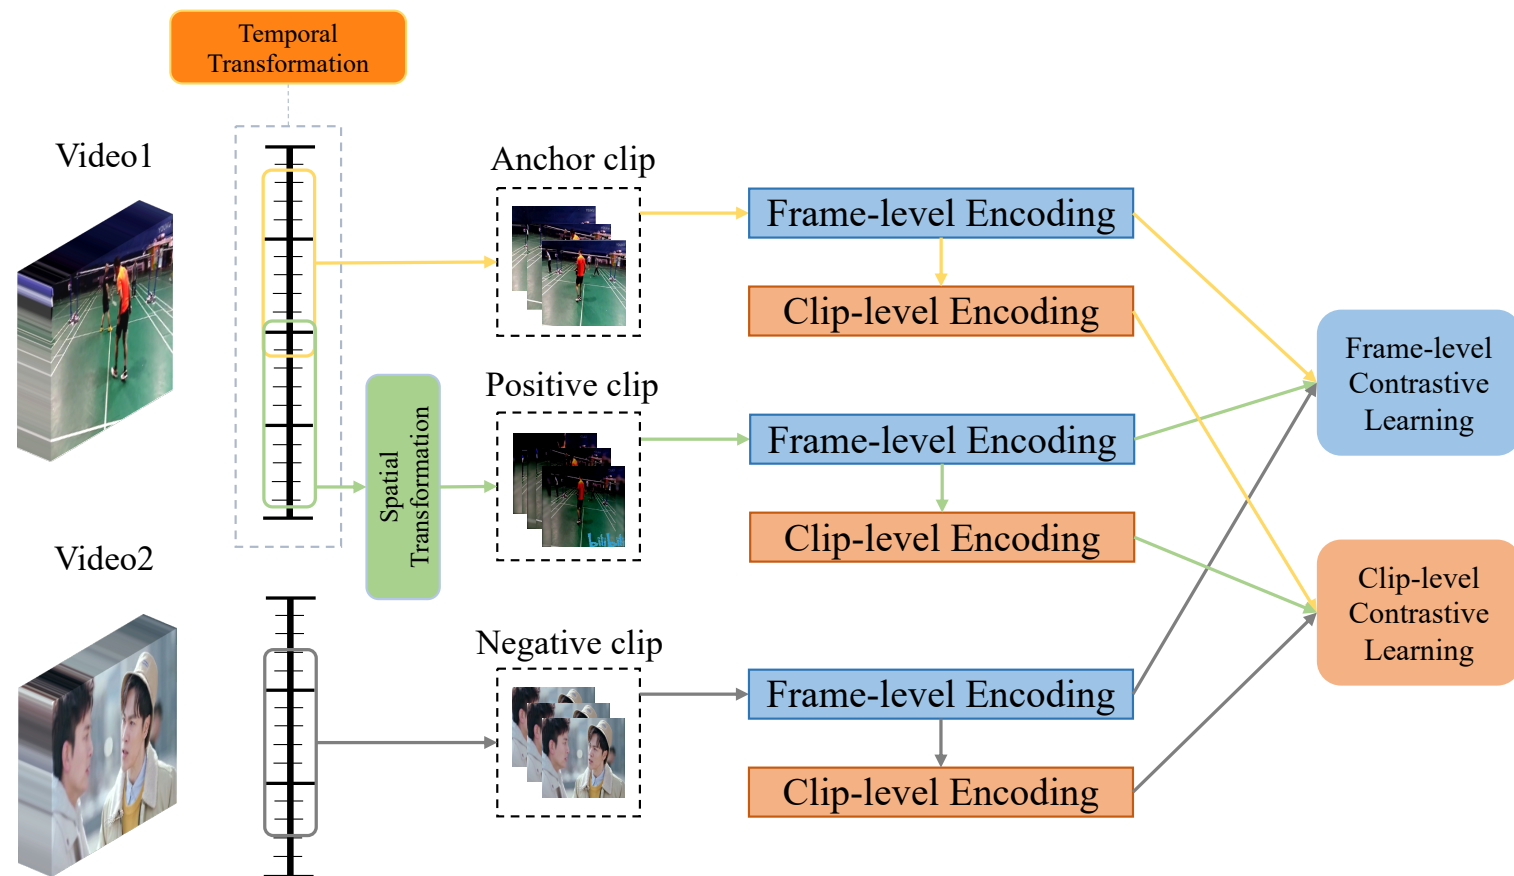 Temporal
Transformation
Video1
Anchor clip
Frame-level Encoding
Clip-level Encoding
Frame-level
Contrastive
Learning
Positive clip
Spatial
Transformation
Frame-level Encoding
Clip-level Encoding
Clip-level
Contrastive
Learning
Video2
Negative clip
Frame-level Encoding
Clip-level Encoding